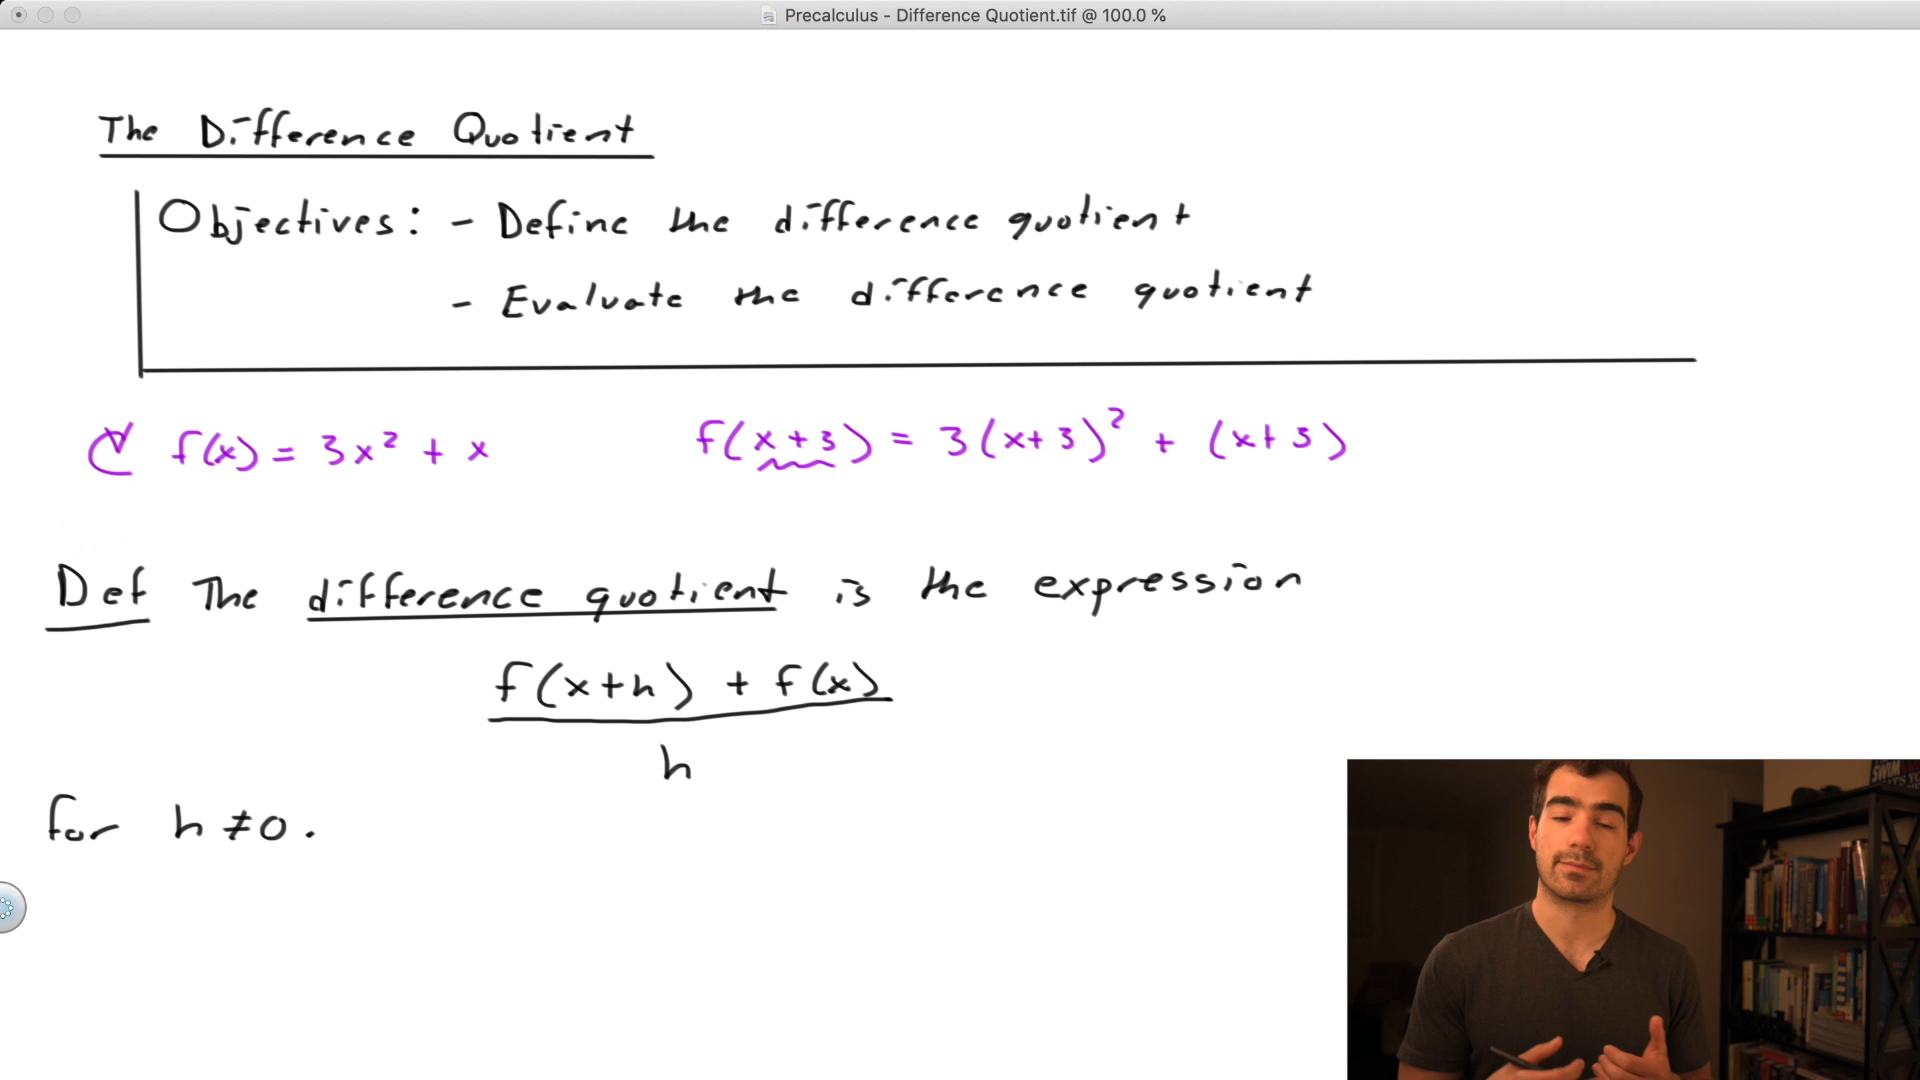 Precalculus - Difference Quotient.tif @ 100.0 %
The Difference Quotient
Objectives: - Define the difference quotient
- Evaluate the difference quotient
f(x) = 3x² + x
f(x+3) = 3(x+3)² + (x+3)
Def The difference quotient is the expression
f(x+h) + f(x)
h
for h ≠ 0.
SWIM